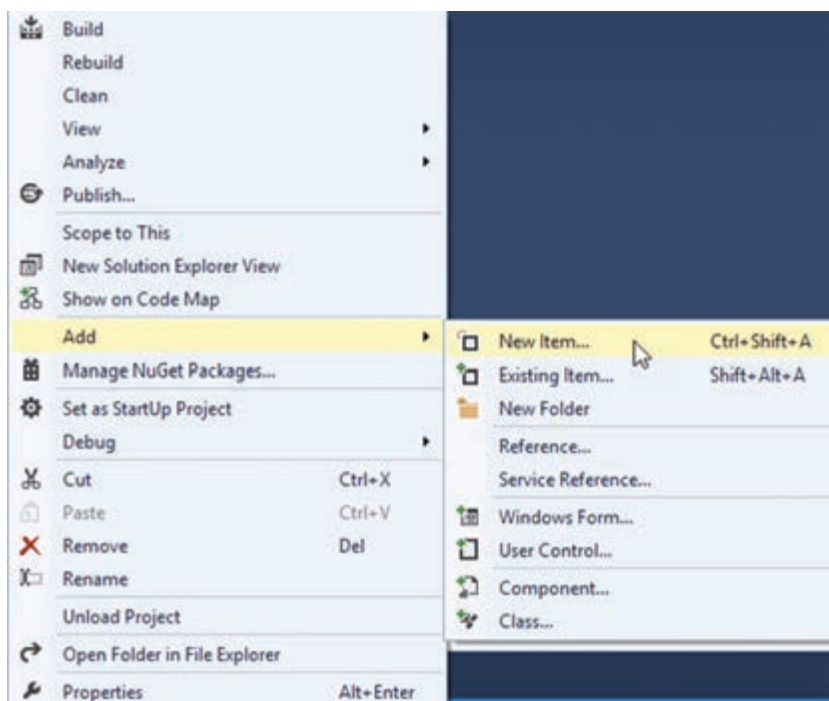 Build
Rebuild
Clean
View
Analyze
Publish...
Scope to This
New Solution Explorer View
Show on Code Map
Add
Manage NuGet Packages...
Set as StartUp Project
Debug
Cut Ctrl+X
Paste Ctrl+V
Remove Del
Rename
Unload Project
Open Folder in File Explorer
Properties Alt+Enter
New Item... Ctrl+Shift+A
Existing Item... Shift+Alt+A
New Folder
Reference...
Service Reference...
Windows Form...
User Control...
Component...
Class...